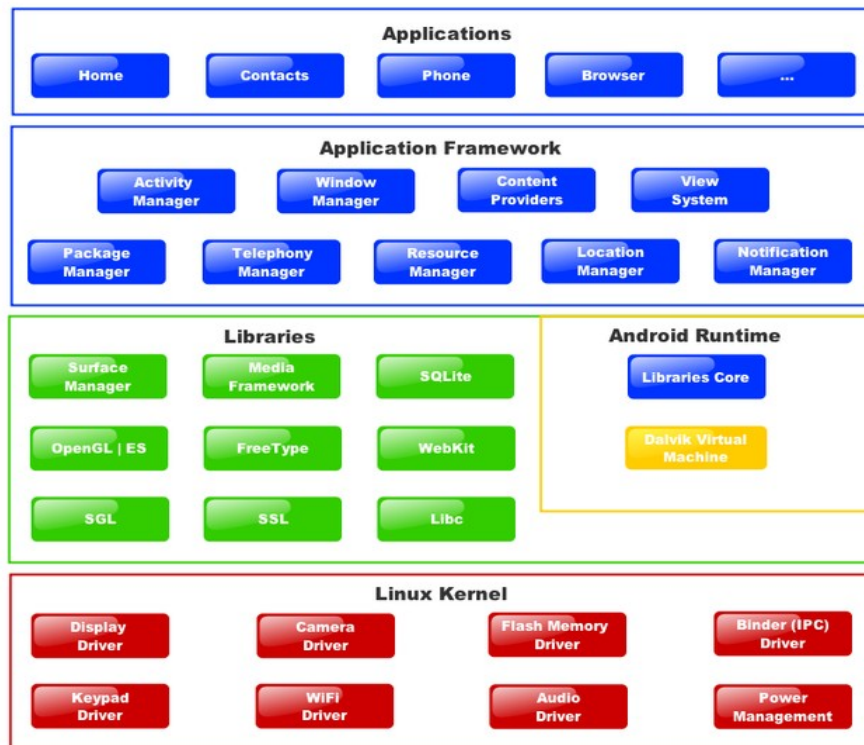 Applications
Home
Contacts
Phone
Browser
...
Application Framework
Activity
Manager
Window
Manager
Content
Providers
View
System
Package
Manager
Telephony
Manager
Resource
Manager
Location
Manager
Notification
Manager
Libraries
Surface
Manager
Media
Framework
SQLite
OpenGL | ES
FreeType
WebKit
SGL
SSL
Libc
Android Runtime
Libraries Core
Dalvik Virtual
Machine
Linux Kernel
Display
Driver
Camera
Driver
Flash Memory
Driver
Binder (IPC)
Driver
Keypad
Driver
WiFi
Driver
Audio
Driver
Power
Management